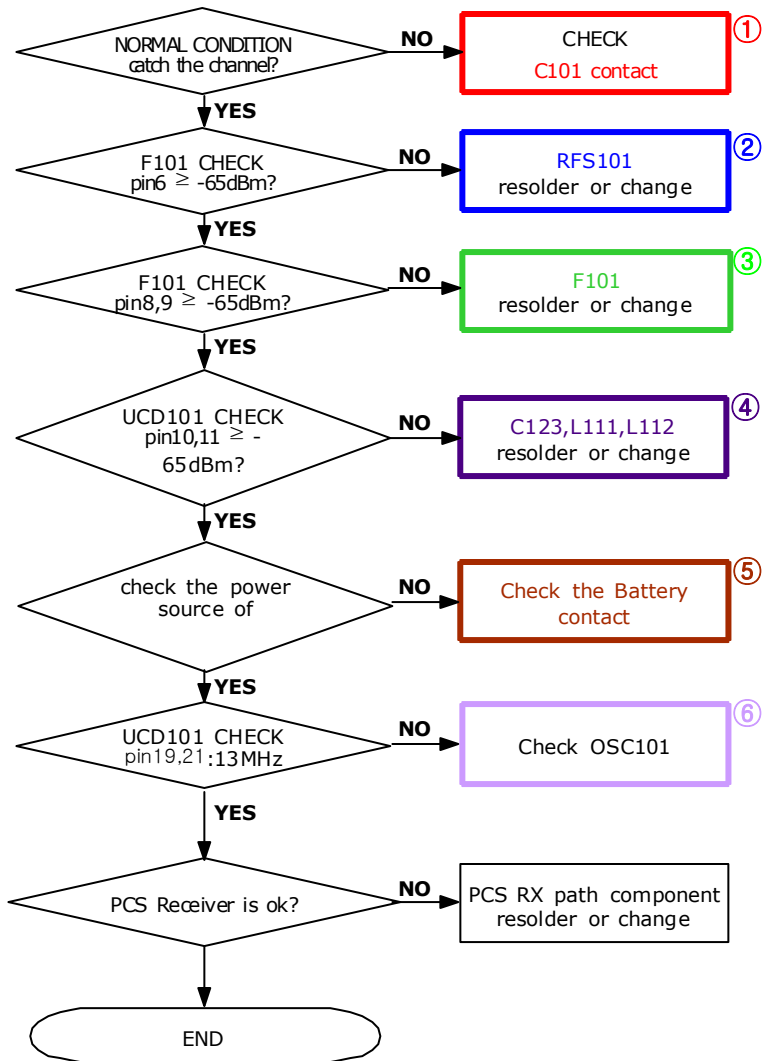 NORMAL CONDITION
catch the channel?
NO
CHECK
C101 contact
①
YES
F101 CHECK
pin6 ≥ -65dBm?
NO
RFS101
resolder or change
②
YES
F101 CHECK
pin8,9 ≥ -65dBm?
NO
F101
resolder or change
③
YES
UCD101 CHECK
pin10,11 ≥ -
65dBm?
NO
C123,L111,L112
resolder or change
④
YES
check the power
source of
NO
Check the Battery
contact
⑤
YES
UCD101 CHECK
pin19,21:13MHz
NO
Check OSC101
⑥
YES
PCS Receiver is ok?
NO
PCS RX path component
resolder or change
END